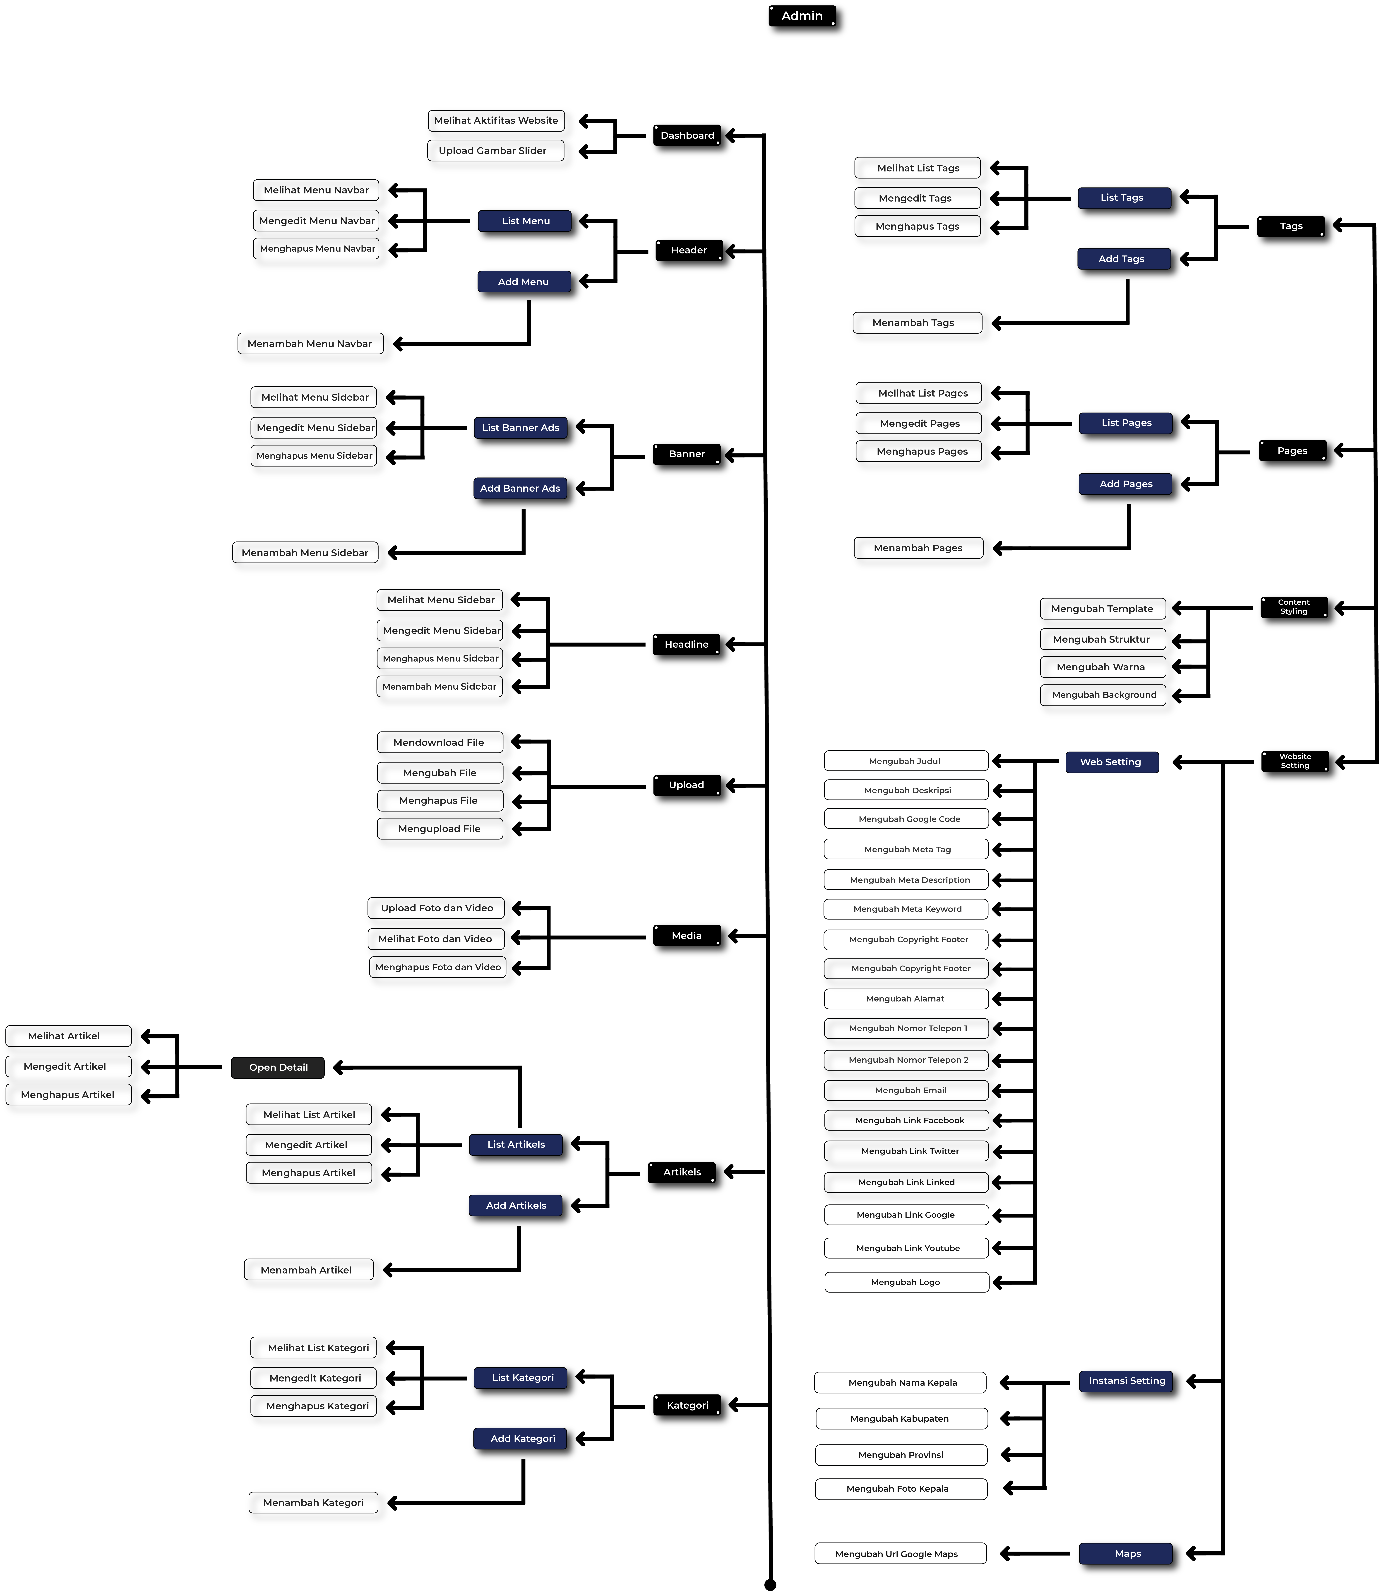 Admin
Dashboard
Melihat Aktifitas Website
Upload Gambar Slider
Header
List Menu
Melihat Menu Navbar
Mengedit Menu Navbar
Menghapus Menu Navbar
Add Menu
Menambah Menu Navbar
Banner
List Banner Ads
Melihat Menu Sidebar
Mengedit Menu Sidebar
Menghapus Menu Sidebar
Add Banner Ads
Menambah Menu Sidebar
Headline
Melihat Menu Sidebar
Mengedit Menu Sidebar
Menghapus Menu Sidebar
Menambah Menu Sidebar
Upload
Mendownload File
Mengubah File
Menghapus File
Mengupload File
Media
Upload Foto dan Video
Melihat Foto dan Video
Menghapus Foto dan Video
Artikels
List Artikels
Open Detail
Melihat Artikel
Mengedit Artikel
Menghapus Artikel
Melihat List Artikel
Mengedit Artikel
Menghapus Artikel
Add Artikels
Menambah Artikel
Kategori
List Kategori
Melihat List Kategori
Mengedit Kategori
Menghapus Kategori
Add Kategori
Menambah Kategori
Tags
List Tags
Melihat List Tags
Mengedit Tags
Menghapus Tags
Add Tags
Menambah Tags
Pages
List Pages
Melihat List Pages
Mengedit Pages
Menghapus Pages
Add Pages
Menambah Pages
Content
Styling
Mengubah Template
Mengubah Struktur
Mengubah Warna
Mengubah Background
Website
Setting
Web Setting
Mengubah Judul
Mengubah Deskripsi
Mengubah Google Code
Mengubah Meta Tag
Mengubah Meta Description
Mengubah Meta Keyword
Mengubah Copyright Footer
Mengubah Copyright Footer
Mengubah Alamat
Mengubah Nomor Telepon 1
Mengubah Nomor Telepon 2
Mengubah Email
Mengubah Link Facebook
Mengubah Link Twitter
Mengubah Link Linked
Mengubah Link Google
Mengubah Link Youtube
Mengubah Logo
Instansi Setting
Mengubah Nama Kepala
Mengubah Kabupaten
Mengubah Provinsi
Mengubah Foto Kepala
Maps
Mengubah Url Google Maps